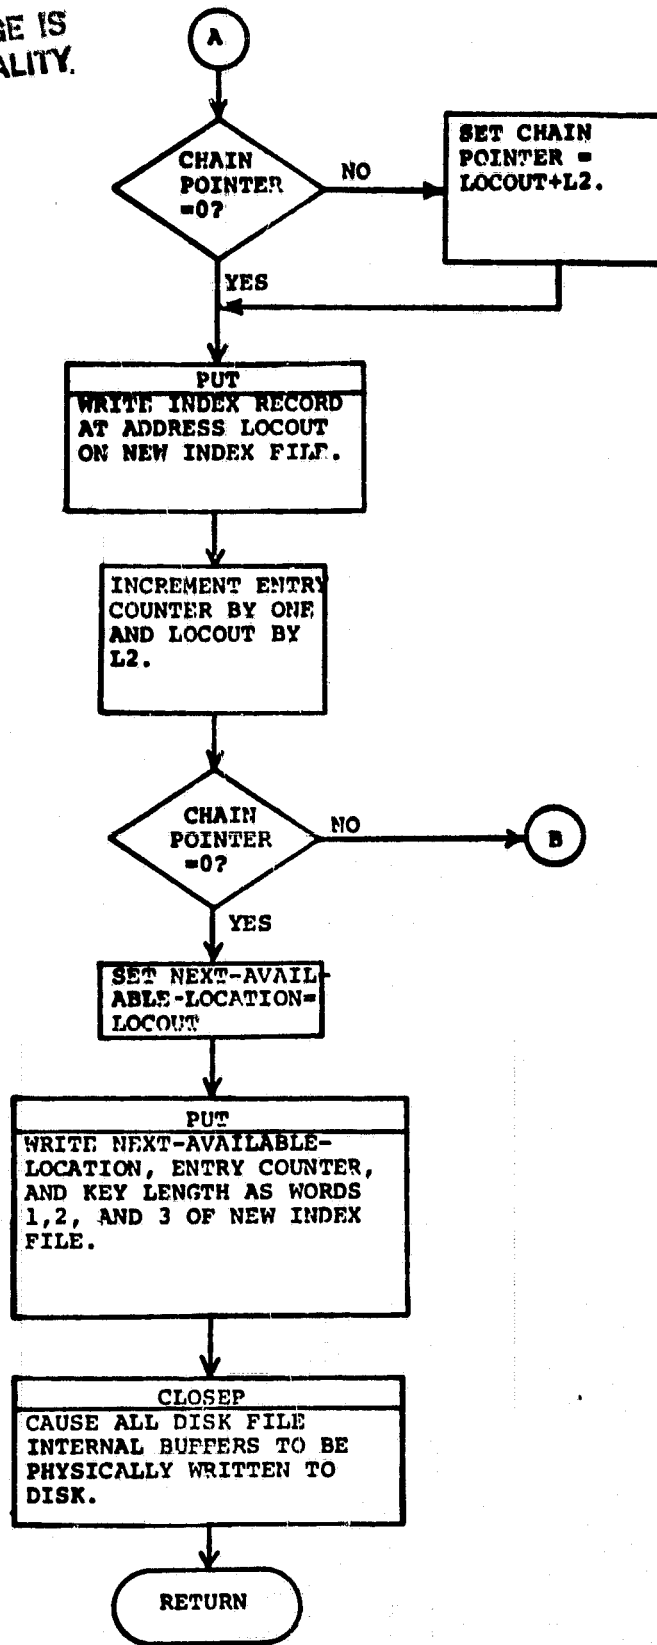 GE IS
ALITY.
A
CHAIN
POINTER
=0?
NO
SET CHAIN
POINTER =
LOCOUT+L2.
YES
PUT
WRITE INDEX RECORD
AT ADDRESS LOCOUT
ON NEW INDEX FILE.
INCREMENT ENTRY
COUNTER BY ONE
AND LOCOUT BY
L2.
CHAIN
POINTER
=0?
NO
B
YES
SET NEXT-AVAIL-
ABLE-LOCATION=
LOCOUT
PUT
WRITE NEXT-AVAILABLE-
LOCATION, ENTRY COUNTER,
AND KEY LENGTH AS WORDS
1,2, AND 3 OF NEW INDEX
FILE.
CLOSEP
CAUSE ALL DISK FILE
INTERNAL BUFFERS TO BE
PHYSICALLY WRITTEN TO
DISK.
RETURN